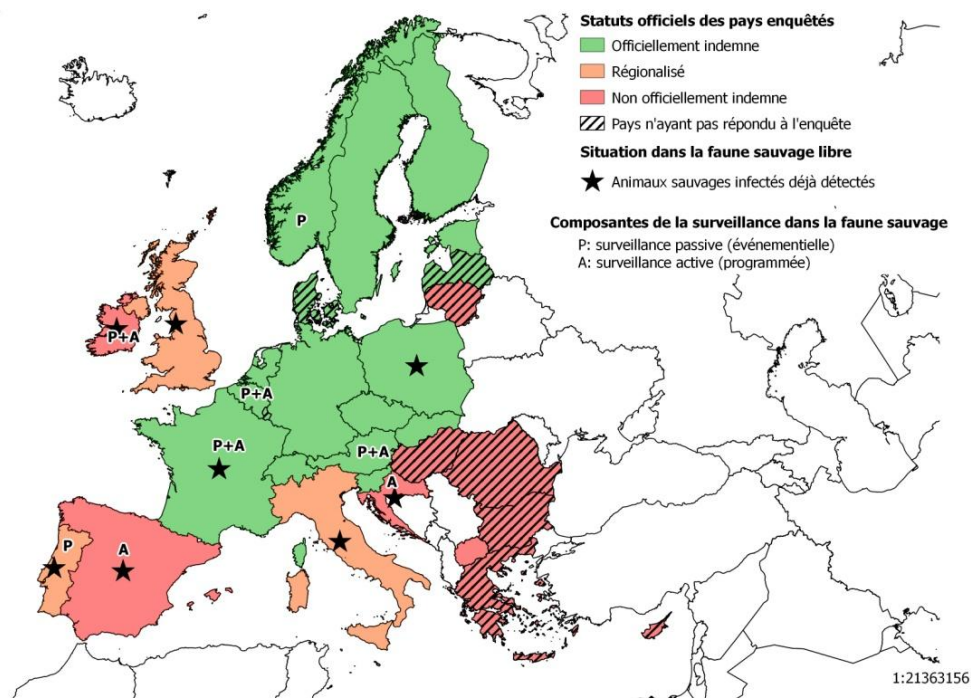 Statuts officiels des pays enquêtés
Officiellement indemne
Régionalisé
Non officiellement indemne
Pays n'ayant pas répondu à l'enquête
Situation dans la faune sauvage libre
Animaux sauvages infectés déjà détectés
Composantes de la surveillance dans la faune sauvage
P: surveillance passive (événementielle)
A: surveillance active (programmée)
P
P+A
P+A
P+A
P+A
A
P
A
1:21363156